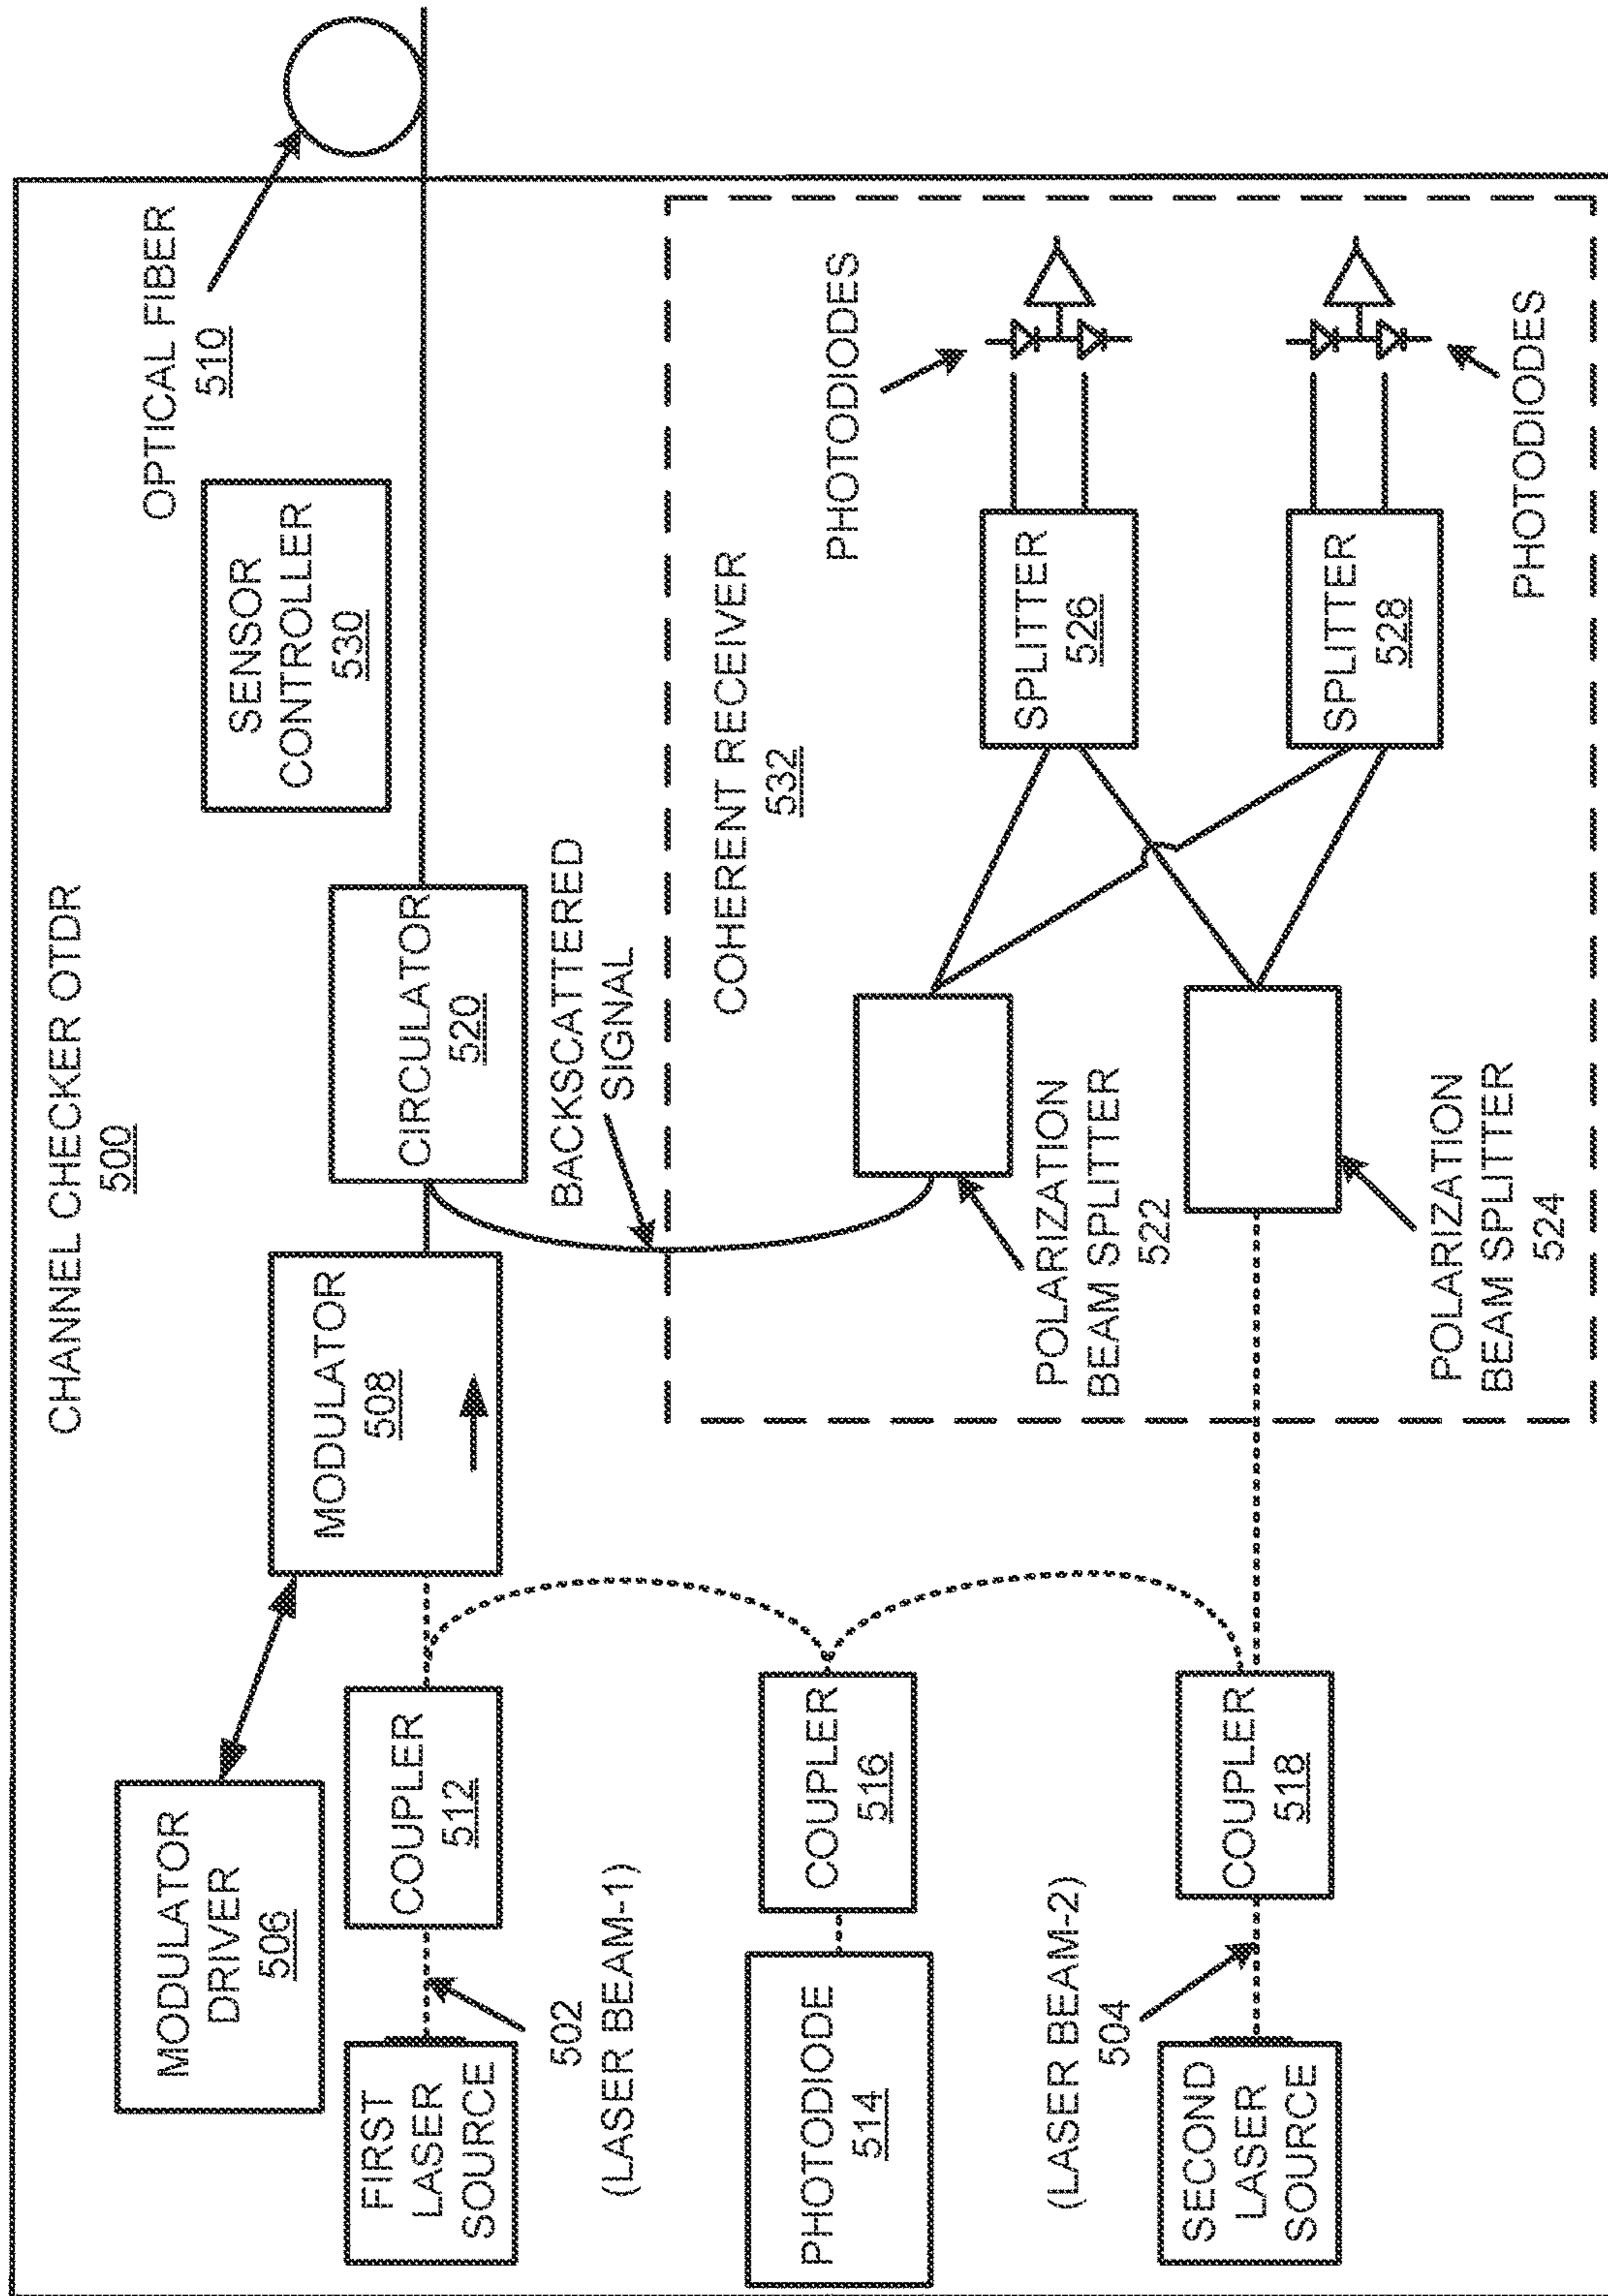 CHANNEL CHECKER OTDR
500
MODULATOR
DRIVER
506
MODULATOR
508
CIRCULATOR
520
SENSOR
CONTROLLER
530
OPTICAL FIBER
510
FIRST
LASER
SOURCE
502
(LASER BEAM-1)
COUPLER
512
BACKSCATTERED
SIGNAL
COHERENT RECEIVER
532
PHOTODIODE
514
COUPLER
516
PHOTODIODES
SPLITTER
526
POLARIZATION
BEAM SPLITTER
522
(LASER BEAM-2)
504
SECOND
LASER
SOURCE
COUPLER
518
SPLITTER
528
POLARIZATION
BEAM SPLITTER
524
PHOTODIODES